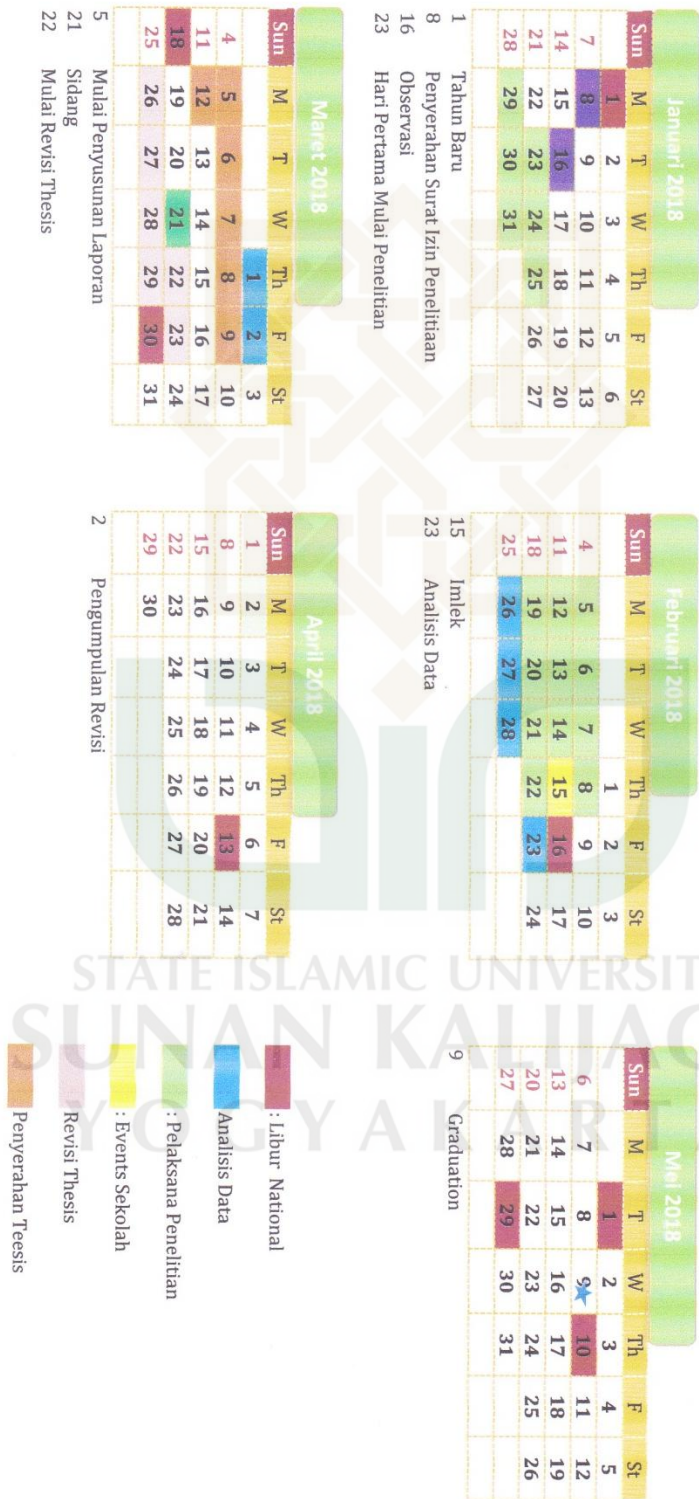 Januari 2018
Sun M T W Th F St
1 2 3 4 5 6
7 8 9 10 11 12 13
14 15 16 17 18 19 20
21 22 23 24 25 26 27
28 29 30 31
1 Tahun Baru
8 Penyerahan Surat Izin Penelitiaan
16 Observasi
23 Hari Pertama Mulai Penelitian
Februari 2018
Sun M T W Th F St
1 2 3
4 5 6 7 8 9 10
11 12 13 14 15 16 17
18 19 20 21 22 23 24
25 26 27 28
15 Imlek
23 Analisis Data
Mei 2018
Sun M T W Th F St
1 2 3 4 5
6 7 8 9 10 11 12
13 14 15 16 17 18 19
20 21 22 23 24 25 26
27 28 29 30 31
9 Graduation
Maret 2018
Sun M T W Th F St
1 2 3
4 5 6 7 8 9 10
11 12 13 14 15 16 17
18 19 20 21 22 23 24
25 26 27 28 29 30 31
5 Mulai Penyusunan Laporan
21 Sidang
22 Mulai Revisi Thesis
April 2018
Sun M T W Th F St
1 2 3 4 5 6 7
8 9 10 11 12 13 14
15 16 17 18 19 20 21
22 23 24 25 26 27 28
29 30
2 Pengumpulan Revisi
: Libur National
Analisis Data
: Pelaksana Penelitian
: Events Sekolah
Revisi Thesis
Penyerahan Teesis
STATE ISLAMIC UNIVERSIT
SUNAN KALIJAG
YOGYAKART